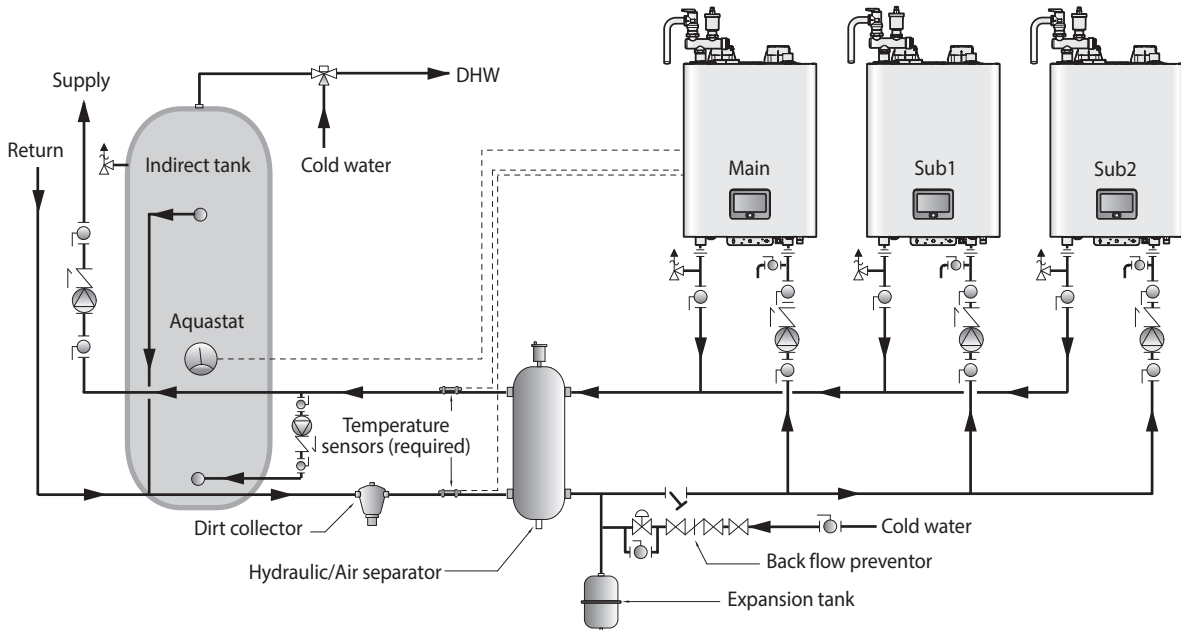 Supply
Return
Indirect tank
DHW
Cold water
Main
Sub1
Sub2
Aquastat
Temperature
sensors (required)
Dirt collector
Hydraulic/Air separator
Cold water
Back flow preventor
Expansion tank